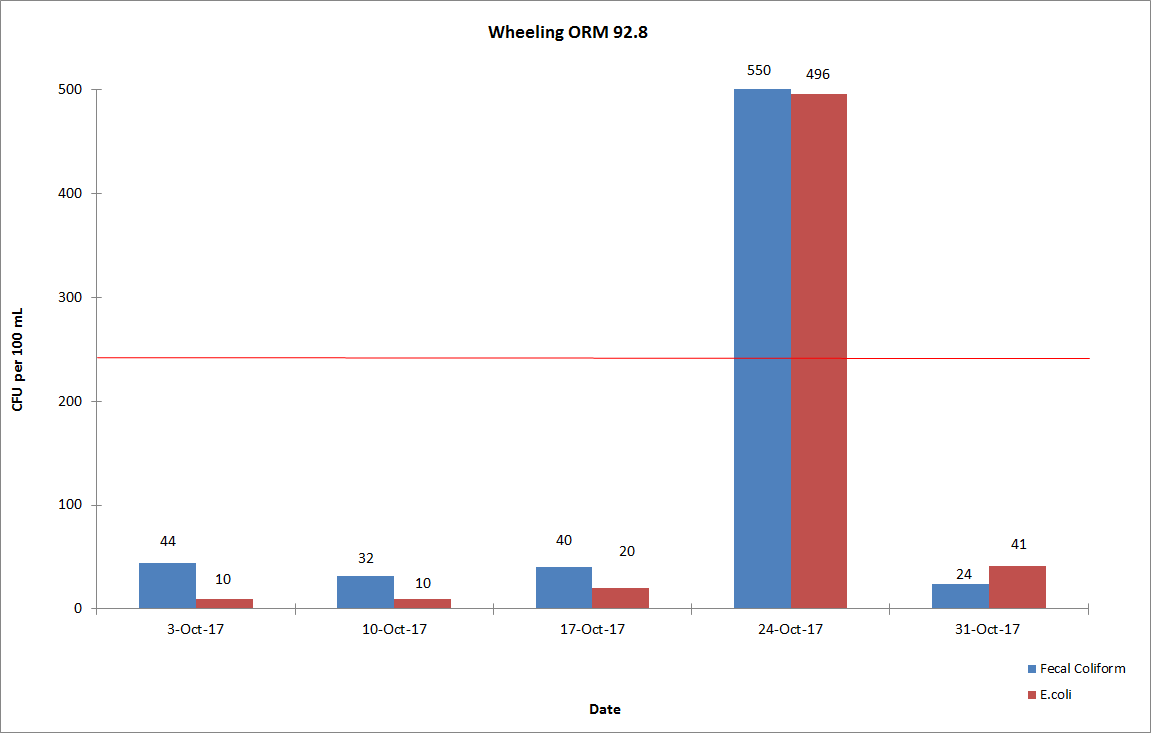 Wheeling ORM 92.8
550
496
500
400
300
200
100
0
CFU per 100 mL
44
10
32
10
40
20
24
41
3-Oct-17
10-Oct-17
17-Oct-17
24-Oct-17
31-Oct-17
Fecal Coliform
E.coli
Date